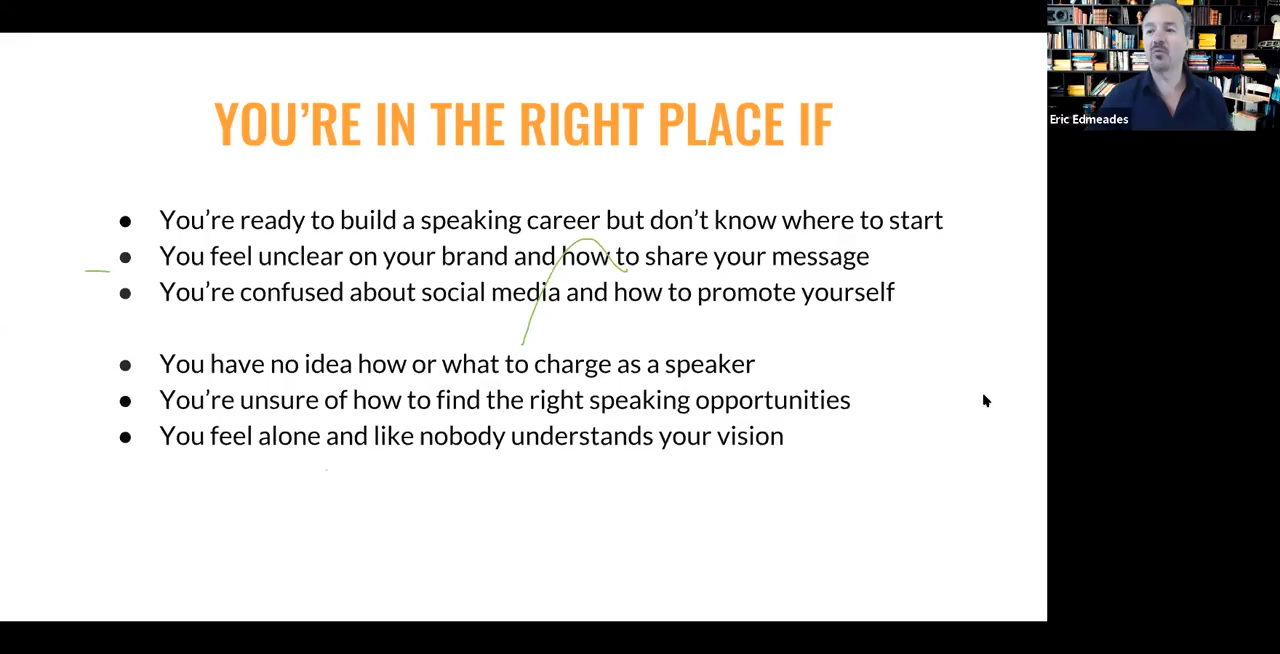 YOU'RE IN THE RIGHT PLACE IF
Eric Edmeades
● You're ready to build a speaking career but don't know where to start
● You feel unclear on your brand and how to share your message
● You're confused about social media and how to promote yourself
● You have no idea how or what to charge as a speaker
● You're unsure of how to find the right speaking opportunities
● You feel alone and like nobody understands your vision